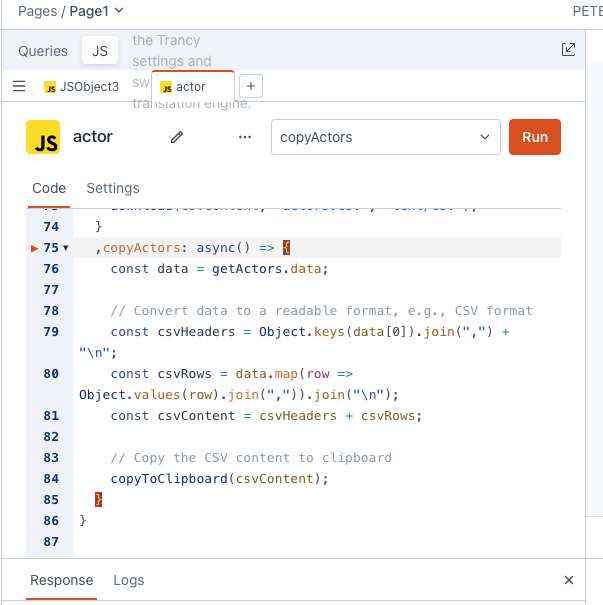 Pages / Page1
PETE
Queries
JS
the Trancy
settings and
sw
translation engine.
JS JSObject3
JS actor
+
JS actor
...
copyActors
Run
Code
Settings
74   }
75   ,copyActors: async() => {
76     const data = getActors.data;
77
78     // Convert data to a readable format, e.g., CSV format
79     const csvHeaders = Object.keys(data[0]).join(",") +
"\n";
80     const csvRows = data.map(row =>
Object.values(row).join(",")).join("\n");
81     const csvContent = csvHeaders + csvRows;
82
83     // Copy the CSV content to clipboard
84     copyToClipboard(csvContent);
85   }
86 }
87
Response
Logs